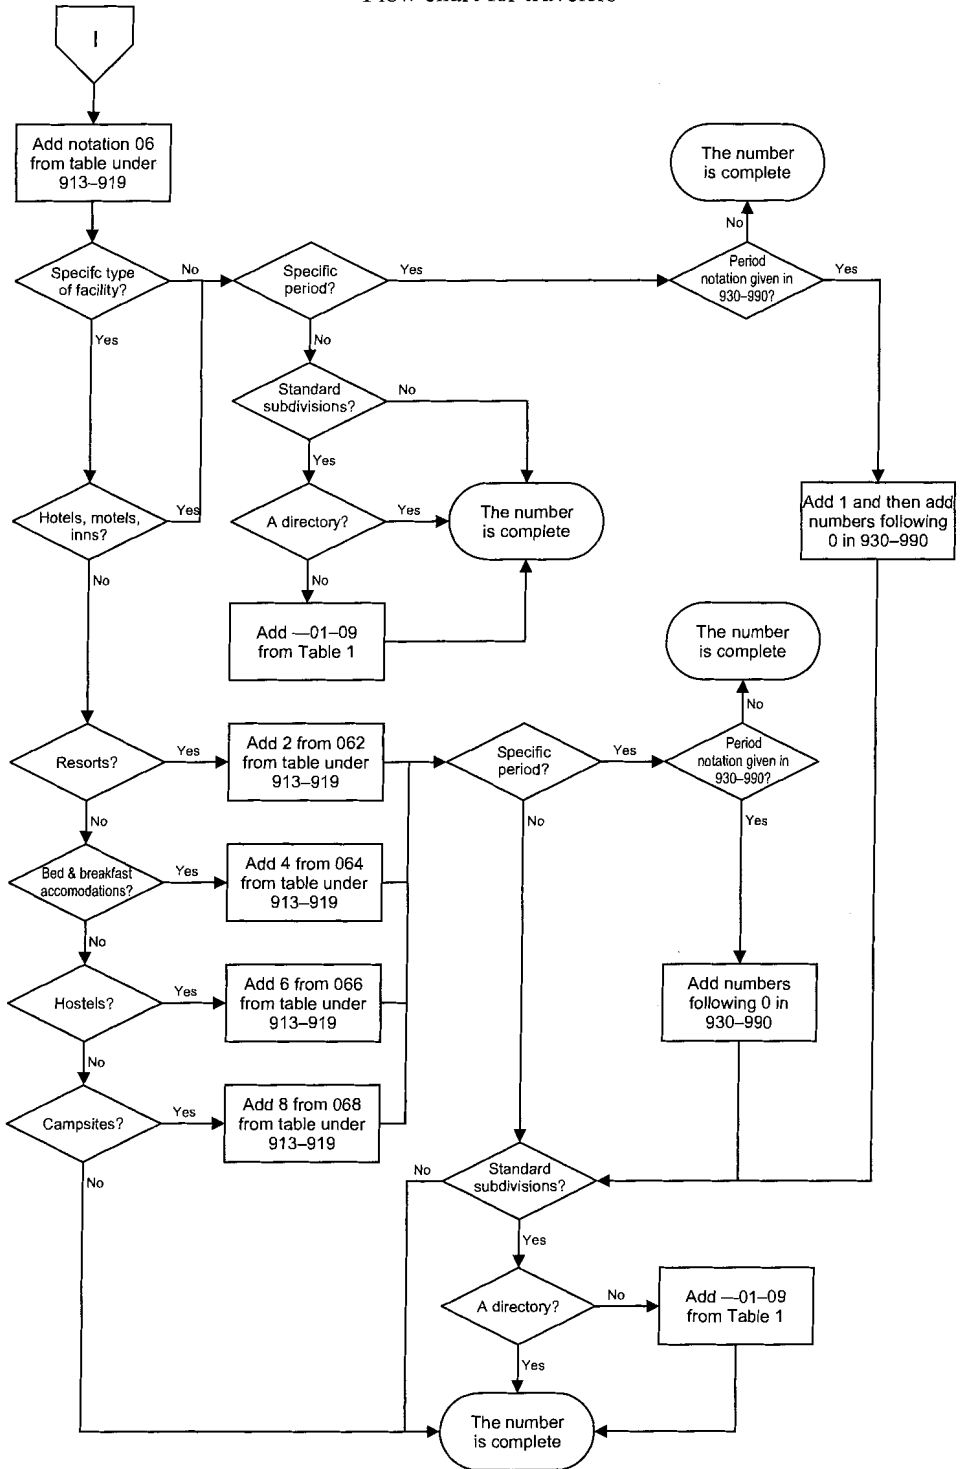 I
Add notation 06
from table under
913–919
The number
is complete
No
Specifc type
of facility?
No
Specific
period?
Yes
Period
notation given in
930–990?
Yes
Yes
No
Standard
subdivisions?
No
Yes
Hotels, motels,
inns?
Yes
A directory?
Yes
The number
is complete
Add 1 and then add
numbers following
0 in 930–990
No
No
Add —01–09
from Table 1
The number
is complete
No
Resorts?
Yes
Add 2 from 062
from table under
913–919
Specific
period?
Yes
Period
notation given in
930–990?
No
No
Yes
Bed & breakfast
accomodations?
Yes
Add 4 from 064
from table under
913–919
No
Hostels?
Yes
Add 6 from 066
from table under
913–919
Add numbers
following 0 in
930–990
No
Campsites?
Yes
Add 8 from 068
from table under
913–919
No
No
Standard
subdivisions?
Yes
A directory?
No
Add —01–09
from Table 1
Yes
The number
is complete